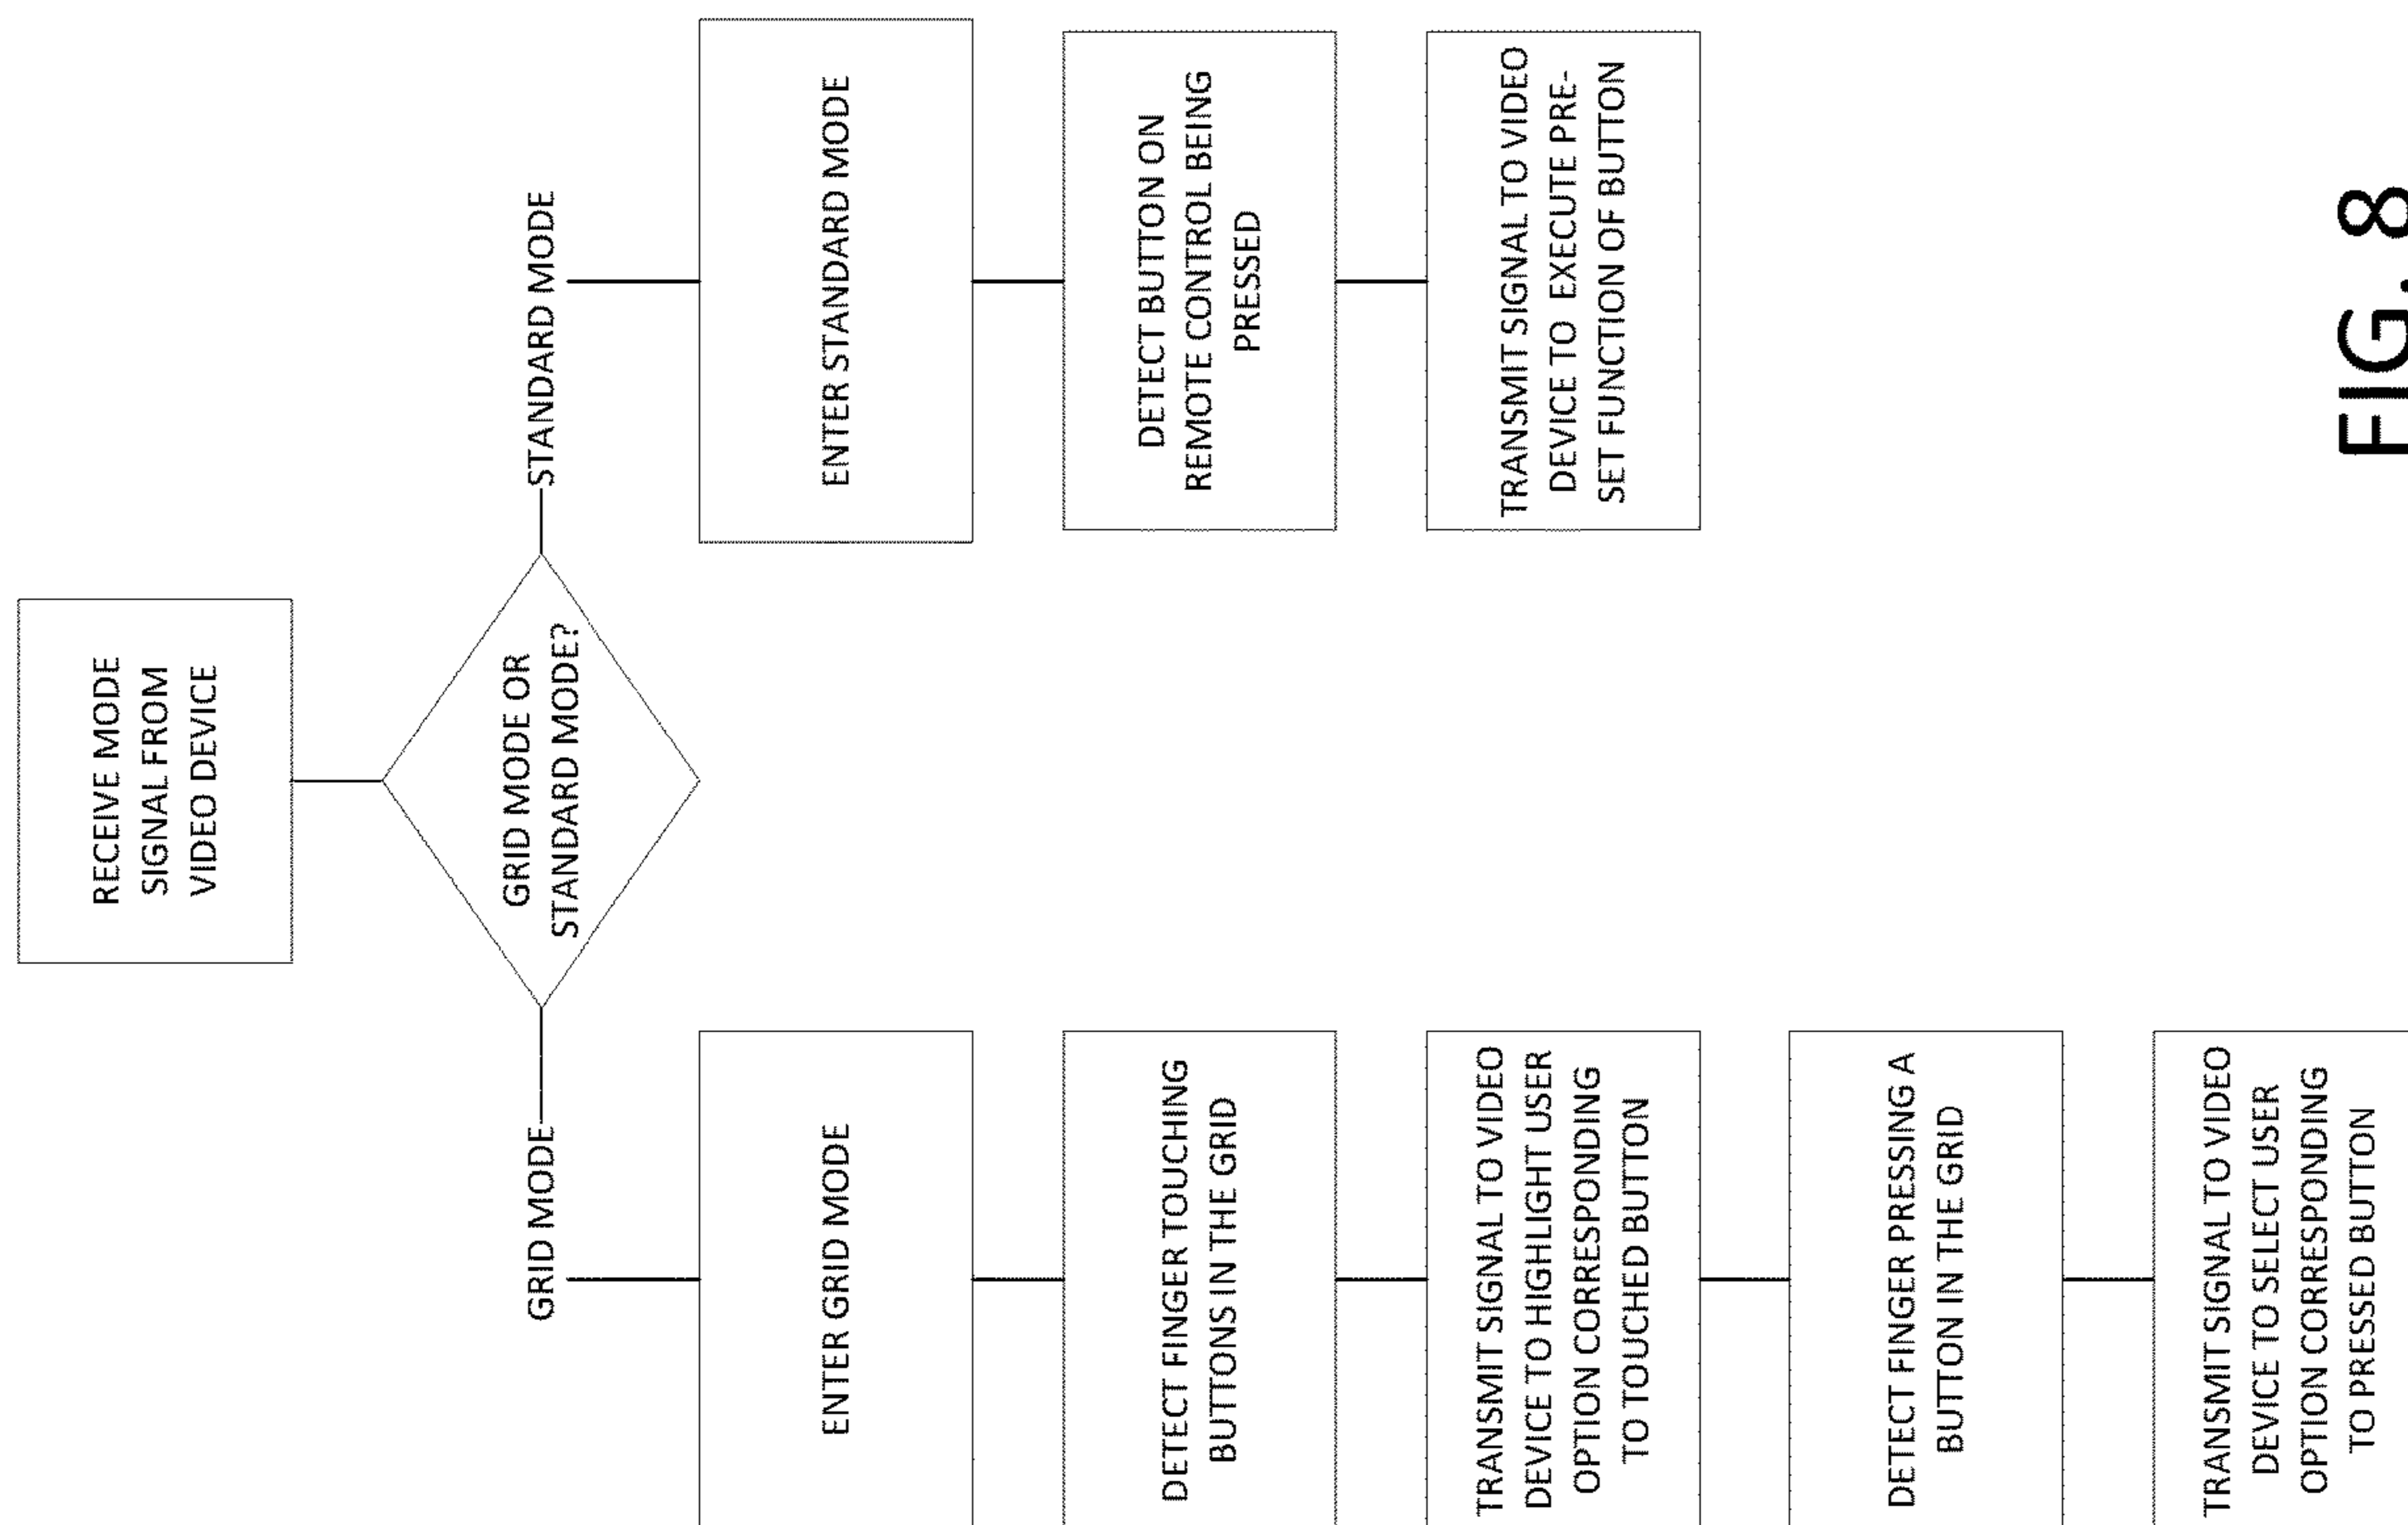 RECEIVE MODE
SIGNAL FROM
VIDEO DEVICE
GRID MODE OR
STANDARD MODE?
GRID MODE
STANDARD MODE
ENTER GRID MODE
DETECT FINGER TOUCHING
BUTTONS IN THE GRID
TRANSMIT SIGNAL TO VIDEO
DEVICE TO HIGHLIGHT USER
OPTION CORRESPONDING
TO TOUCHED BUTTON
DETECT FINGER PRESSING A
BUTTON IN THE GRID
TRANSMIT SIGNAL TO VIDEO
DEVICE TO SELECT USER
OPTION CORRESPONDING
TO PRESSED BUTTON
ENTER STANDARD MODE
DETECT BUTTON ON
REMOTE CONTROL BEING
PRESSED
TRANSMIT SIGNAL TO VIDEO
DEVICE TO EXECUTE PRE-
SET FUNCTION OF BUTTON
FIG. 8